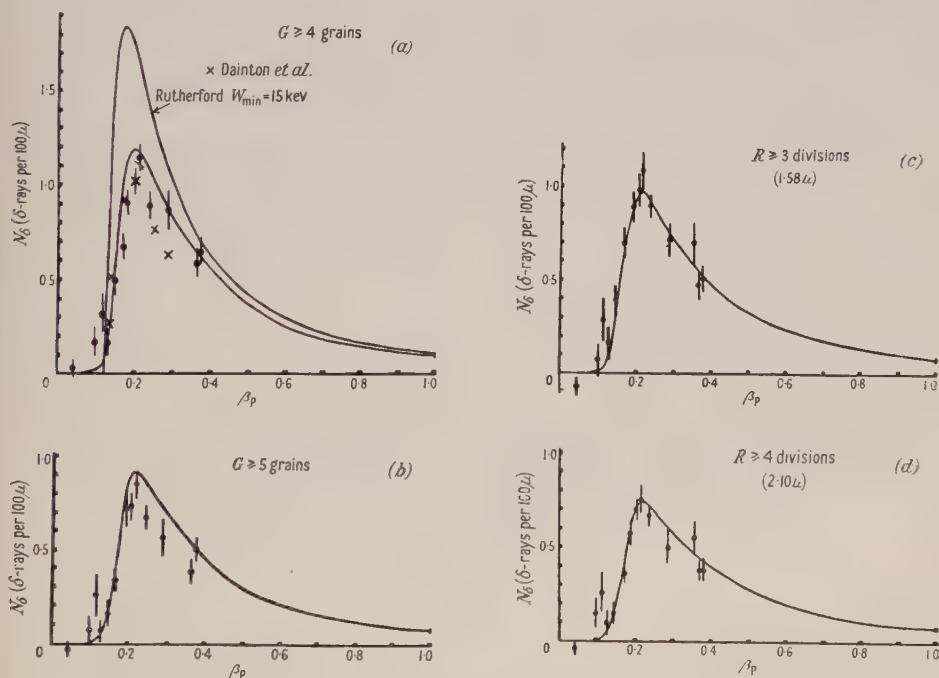 G ≥ 4 grains
(a)
× Dainton et al.
Rutherford W_min = 15 keV
N_δ (δ-rays per 100μ)
1·5
1·0
0·5
0
0·2
0·4
0·6
0·8
1·0
β_P
G ≥ 5 grains
(b)
N_δ (δ-rays per 100μ)
1·0
0·5
0
0·2
0·4
0·6
0·8
1·0
β_P
R ≥ 3 divisions
(c)
(1·58μ)
N_δ (δ-rays per 100μ)
1·0
0·5
0
0·2
0·4
0·6
0·8
1·0
β_P
R ≥ 4 divisions
(d)
(2·10μ)
N_δ (δ-rays per 100μ)
1·0
0·5
0
0·2
0·4
0·6
0·8
1·0
β_P